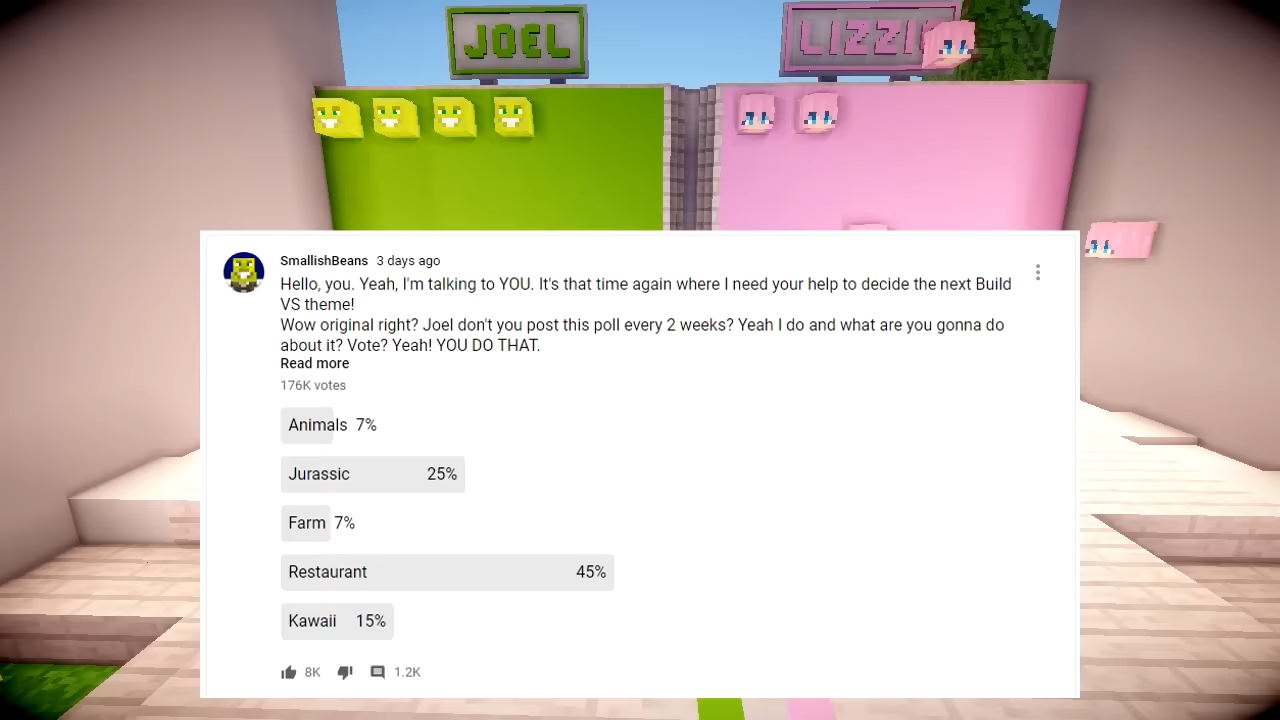 JOEL
LIZZI
SmallishBeans 3 days ago
Hello, you. Yeah, I'm talking to YOU. It's that time again where I need your help to decide the next Build
VS theme!
Wow original right? Joel don't you post this poll every 2 weeks? Yeah I do and what are you gonna do
about it? Vote? Yeah! YOU DO THAT.
Read more
176K votes
Animals 7%
Jurassic 25%
Farm 7%
Restaurant 45%
Kawaii 15%
8K 1.2K